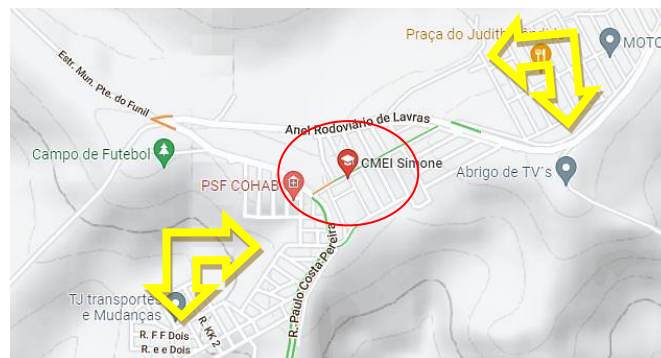 Praça do Judith
MOTO
Estr. Mun. Pte. do Funil
Anel Rodoviário de Lavras
Campo de Futebol
CMEI Simone
PSF COHAB
Abrigo de TV´s
R. Paulo Costa Pereira
TJ transportes
e Mudanças
R. KK 2
R. F F Dois
R. e e Dois